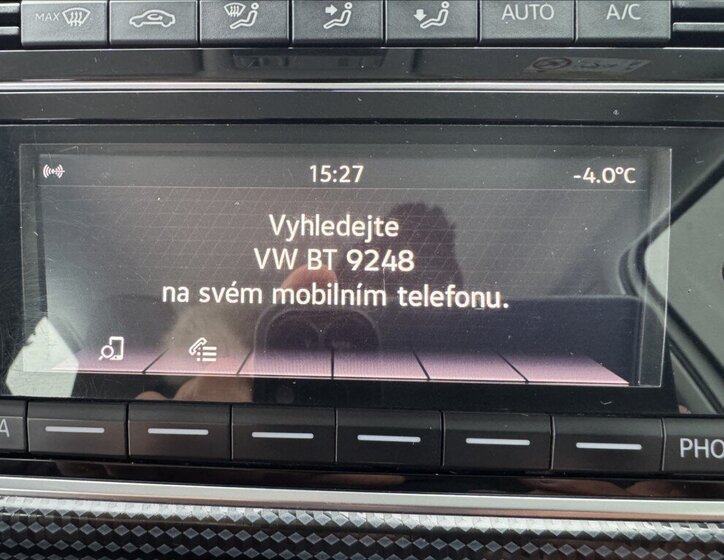 MAX
AUTO
A/C
15:27
-4.0°C
Vyhledejte
VW BT 9248
na svém mobilním telefonu.
A
PHO